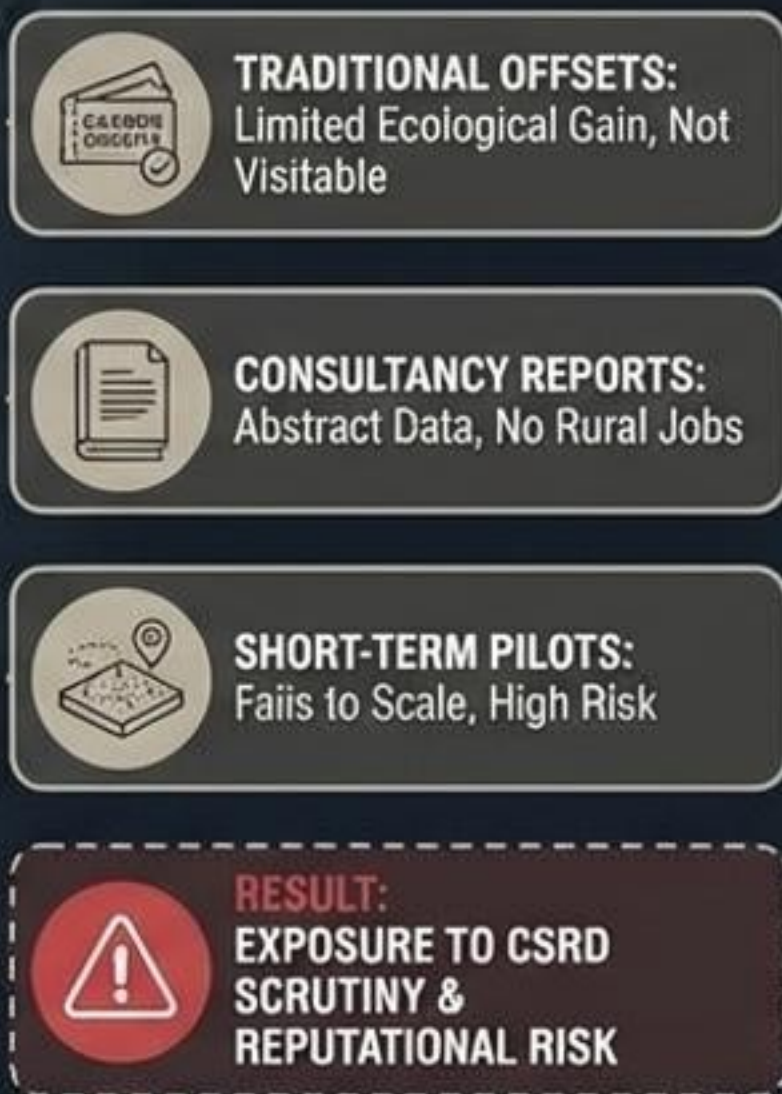 TRADITIONAL OFFSETS:
Limited Ecological Gain, Not
Visitable
CONSULTANCY REPORTS:
Abstract Data, No Rural Jobs
SHORT-TERM PILOTS:
Faiis to Scale, High Risk
RESULT:
EXPOSURE TO CSRD
SCRUTINY &
REPUTATIONAL RISK